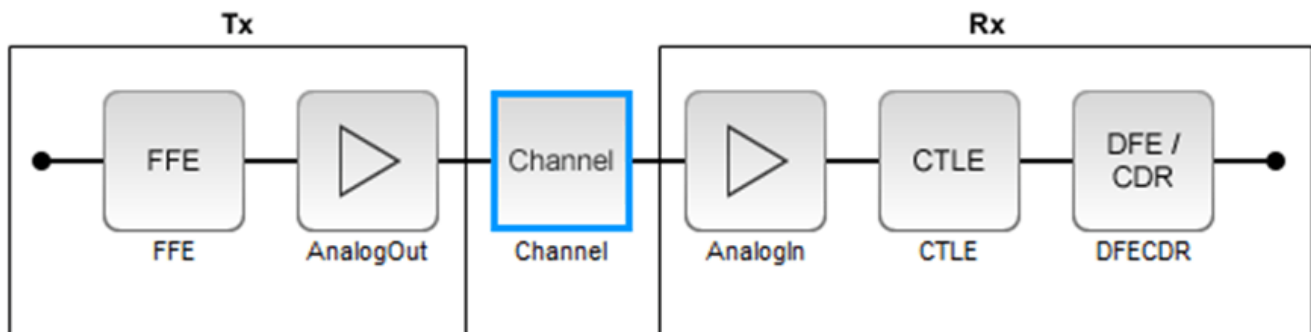 Tx
Rx
FFE
Channel
CTLE
DFE /
CDR
FFE
AnalogOut
Channel
AnalogIn
CTLE
DFECDR